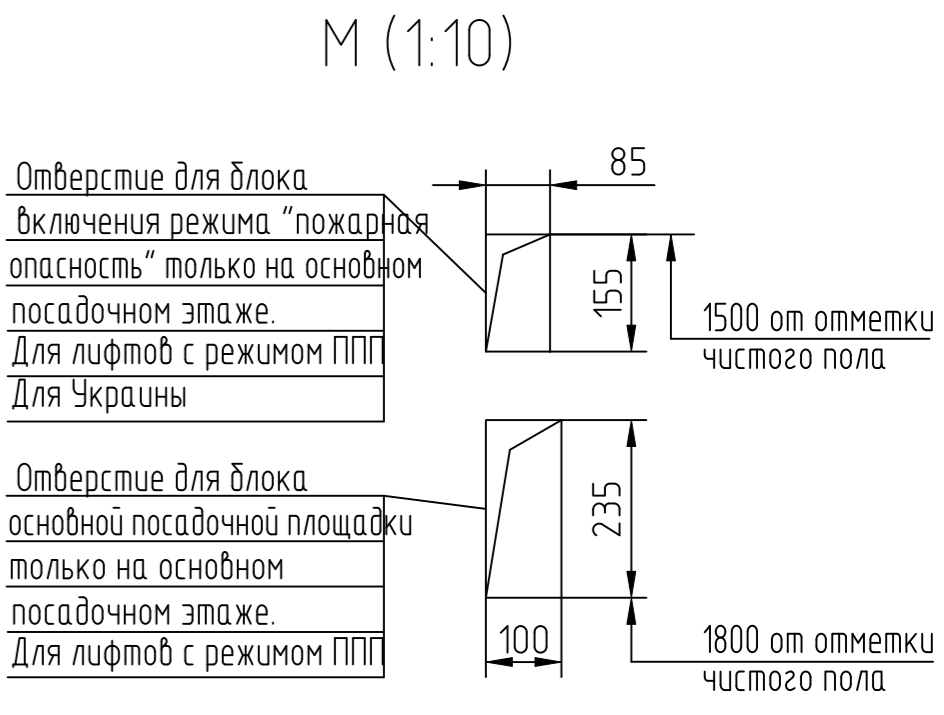 М (1:10)
Отверстие для блока
включения режима "пожарная
опасность" только на основном
посадочном этаже.
Для лифтов с режимом ППП
Для Украины
85
155
1500 от отметки
чистого пола
Отверстие для блока
основной посадочной площадки
только на основном
посадочном этаже.
Для лифтов с режимом ППП
235
100
1800 от отметки
чистого пола